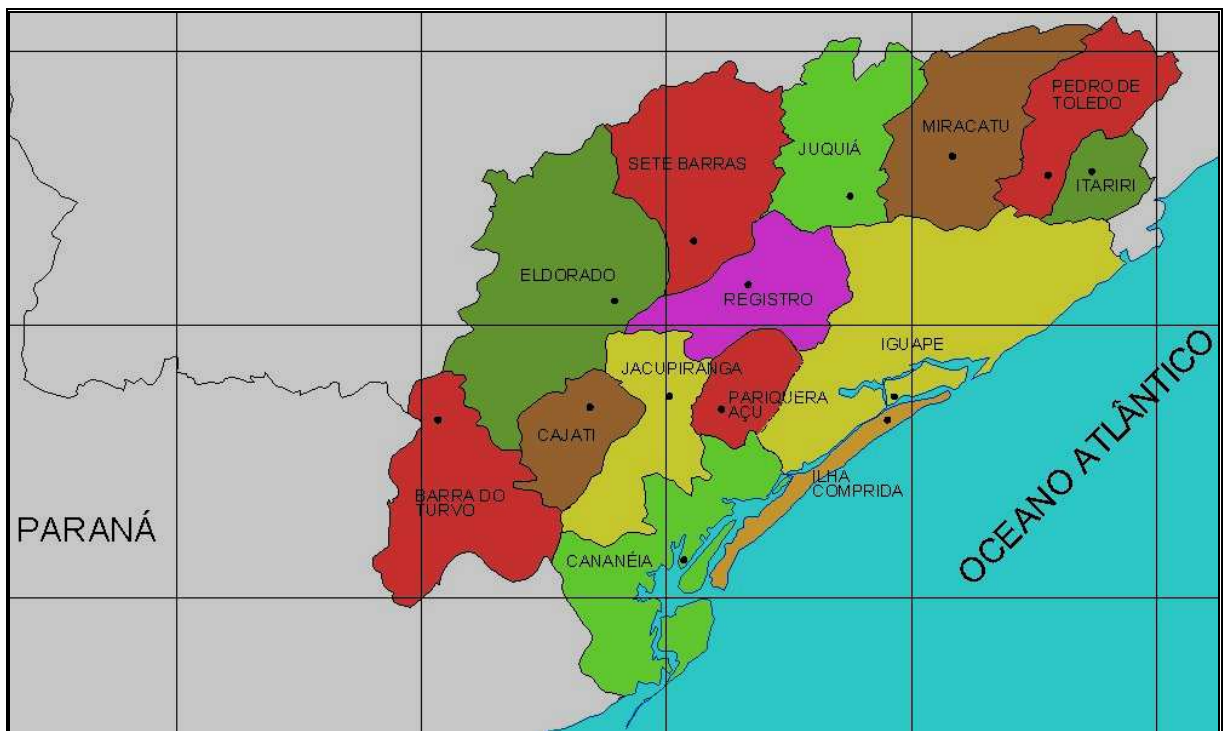 PEDRO DE
TOLEDO
MIRACATU
JUQUIÁ
SETE BARRAS
ITARIRI
ELDORADO
REGISTRO
IGUAPE
JACUPIRANGA
PARIQUERA
AÇU
CAJATI
ILHA
COMPRIDA
BARRA DO
TURVO
CANANÉIA
PARANÁ
OCEANO ATLÂNTICO